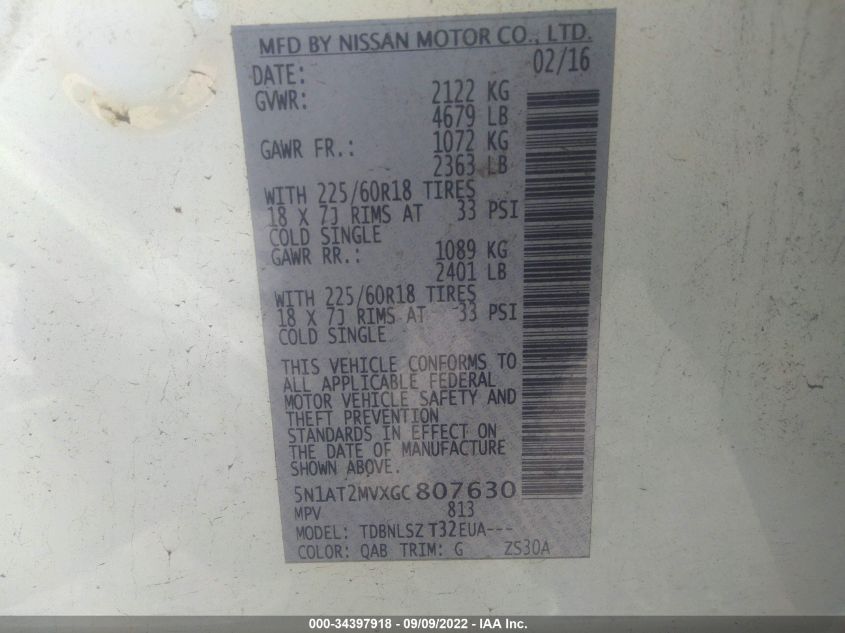 MFD BY NISSAN MOTOR CO., LTD.
DATE: 02/16
GVWR: 2122 KG
4679 LB
GAWR FR.: 1072 KG
2363 LB
WITH 225/60R18 TIRES
18 X 7J RIMS AT 33 PSI
COLD SINGLE
GAWR RR.: 1089 KG
2401 LB
WITH 225/60R18 TIRES
18 X 7J RIMS AT 33 PSI
COLD SINGLE
THIS VEHICLE CONFORMS TO
ALL APPLICABLE FEDERAL
MOTOR VEHICLE SAFETY AND
THEFT PREVENTION
STANDARDS IN EFFECT ON
THE DATE OF MANUFACTURE
SHOWN ABOVE.
5N1AT2MVXGC807630
MPV 813
MODEL: TDBNLSZ T32EUA---
COLOR: QAB TRIM: G ZS30A
000-34397918 - 09/09/2022 - IAA Inc.